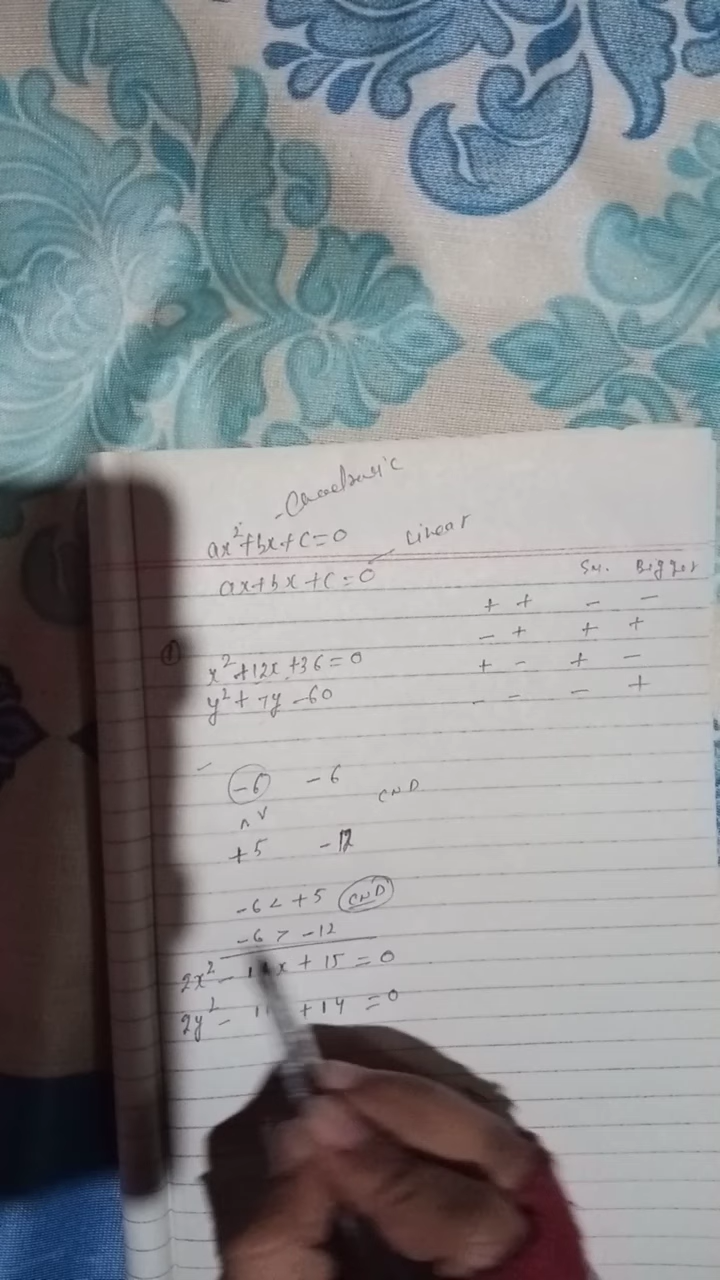 ax²+bx+c=0
Linear
ax+bx+c=0
Sm. Bigger
+ + - -
- + + +
① x²+12x+36=0
+ - + -
y²+7y-60
- - - +
-6 -6
CND
∧ ∨
+5 -12
-6 < +5 CND
-6 > -12
2x² - x + 15 = 0
2y² - + 14 = 0